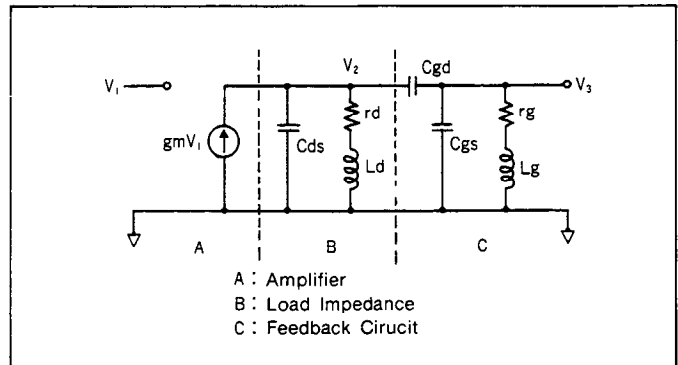 V₁
V₂
Cgd
V₃
gmV₁
Cds
rd
Ld
Cgs
rg
Lg
A
B
C
A : Amplifier
B : Load Impedance
C : Feedback Cirucit